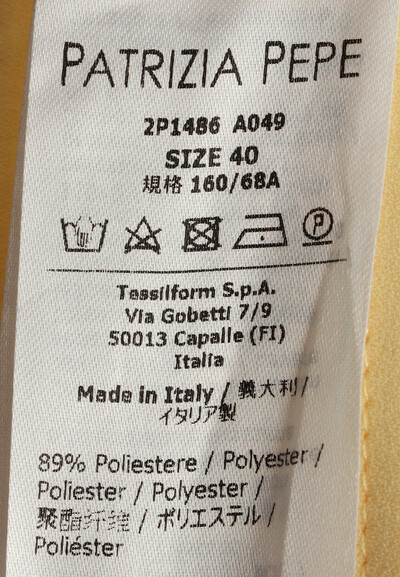 PATRIZIA PEPE
2P1486 A049
SIZE 40
規格 160/68A
P
Tessilform S.p.A.
Via Gobetti 7/9
50013 Capalle (FI)
Italia
Made in Italy / 義大利 /
イタリア製
89% Poliestere / Polyester /
Poliester / Polyester /
聚酯纤维 / ポリエステル /
Poliéster